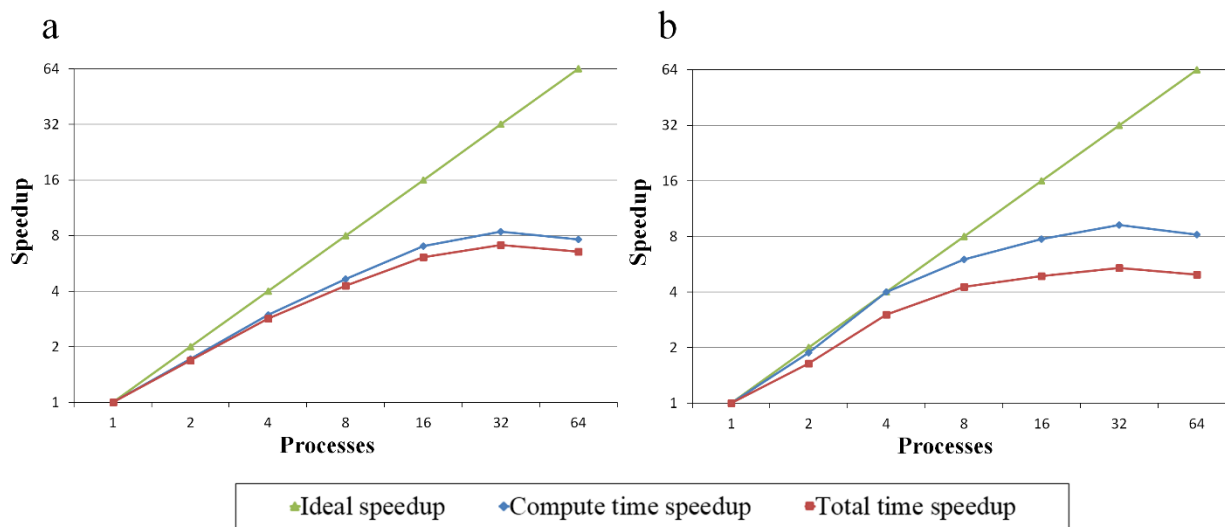 a
b
64
32
16
8
4
2
1
Speedup
1 2 4 8 16 32 64
Processes
64
32
16
8
4
2
1
Speedup
1 2 4 8 16 32 64
Processes
Ideal speedup Compute time speedup Total time speedup